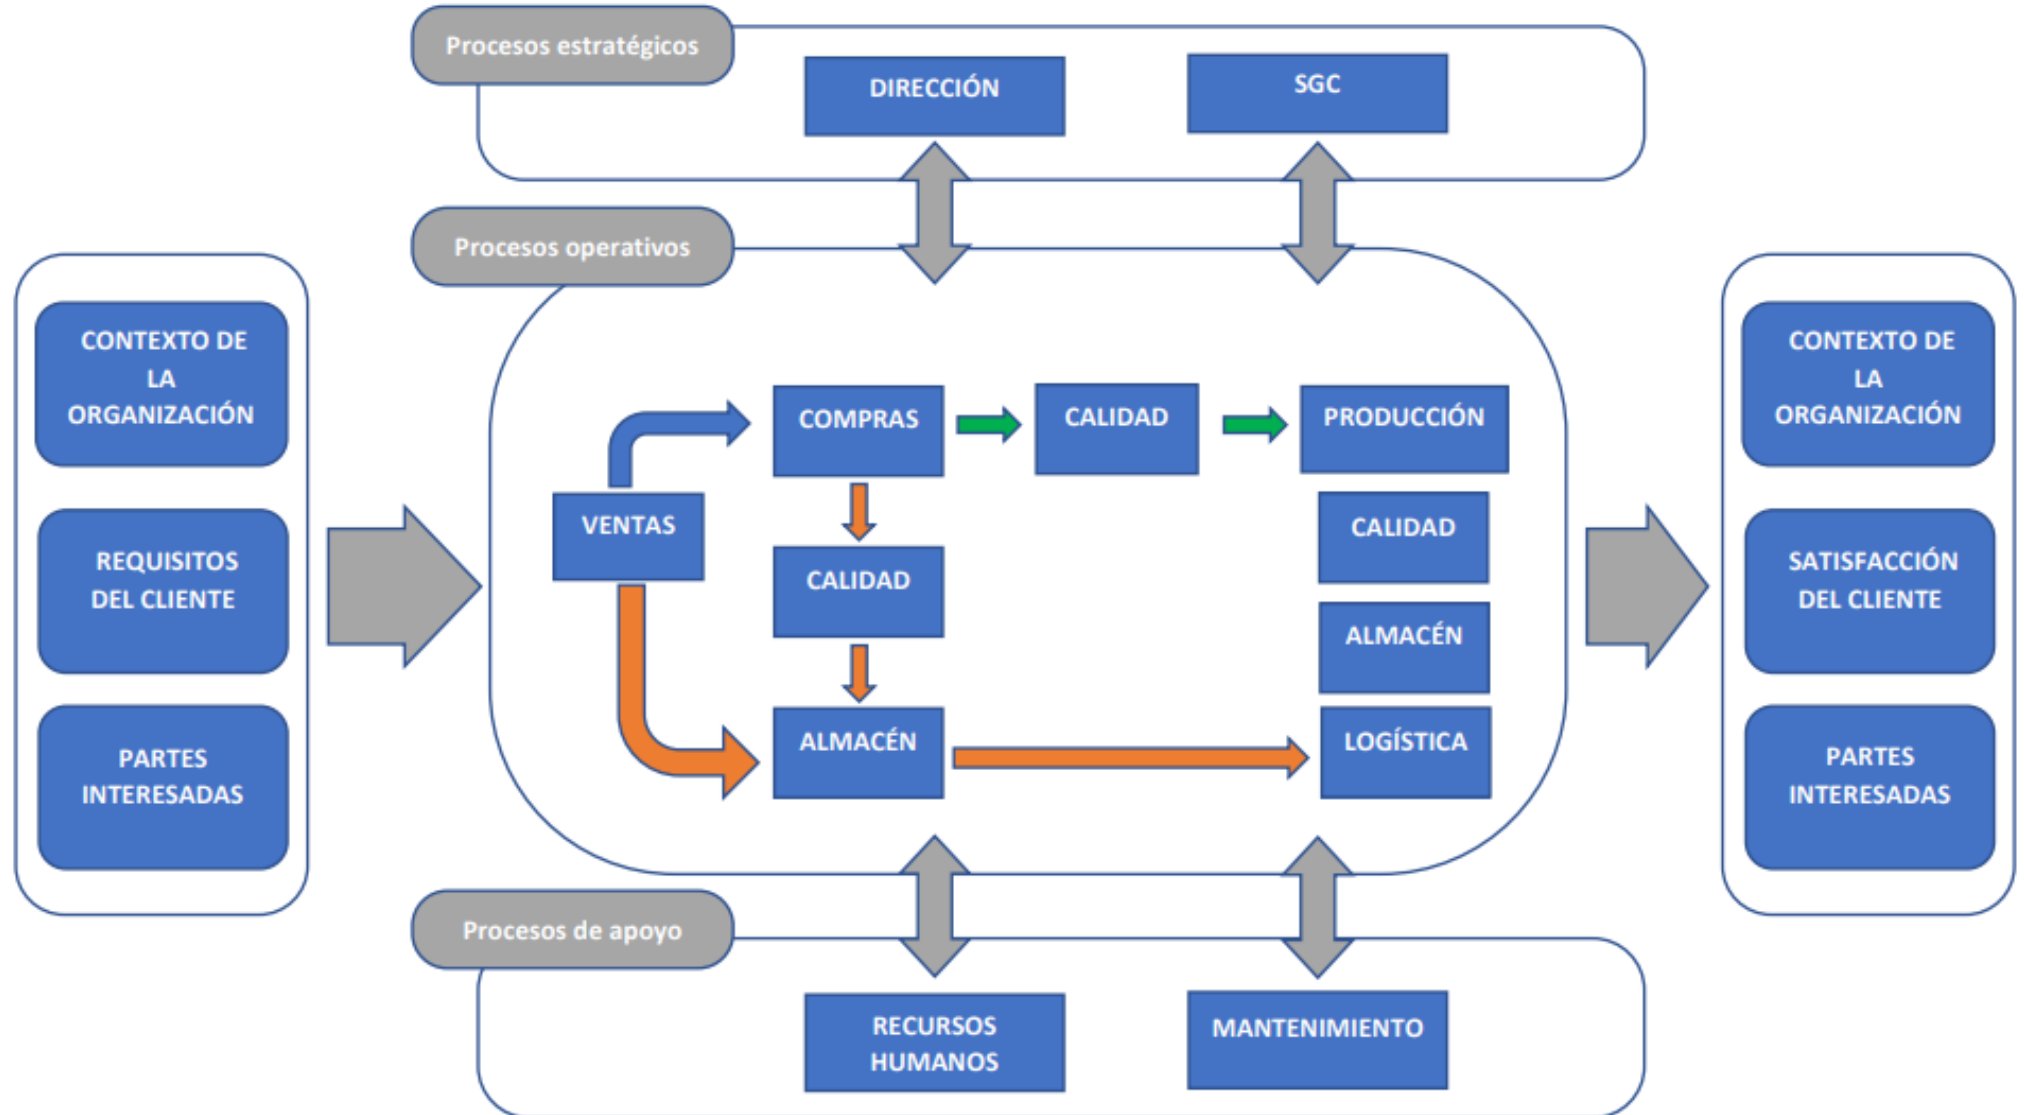 Procesos estratégicos
DIRECCIÓN
SGC
Procesos operativos
CONTEXTO DE
LA
ORGANIZACIÓN
REQUISITOS
DEL CLIENTE
PARTES
INTERESADAS
VENTAS
COMPRAS
CALIDAD
PRODUCCIÓN
CALIDAD
CALIDAD
ALMACÉN
ALMACÉN
LOGÍSTICA
CONTEXTO DE
LA
ORGANIZACIÓN
SATISFACCIÓN
DEL CLIENTE
PARTES
INTERESADAS
Procesos de apoyo
RECURSOS
HUMANOS
MANTENIMIENTO